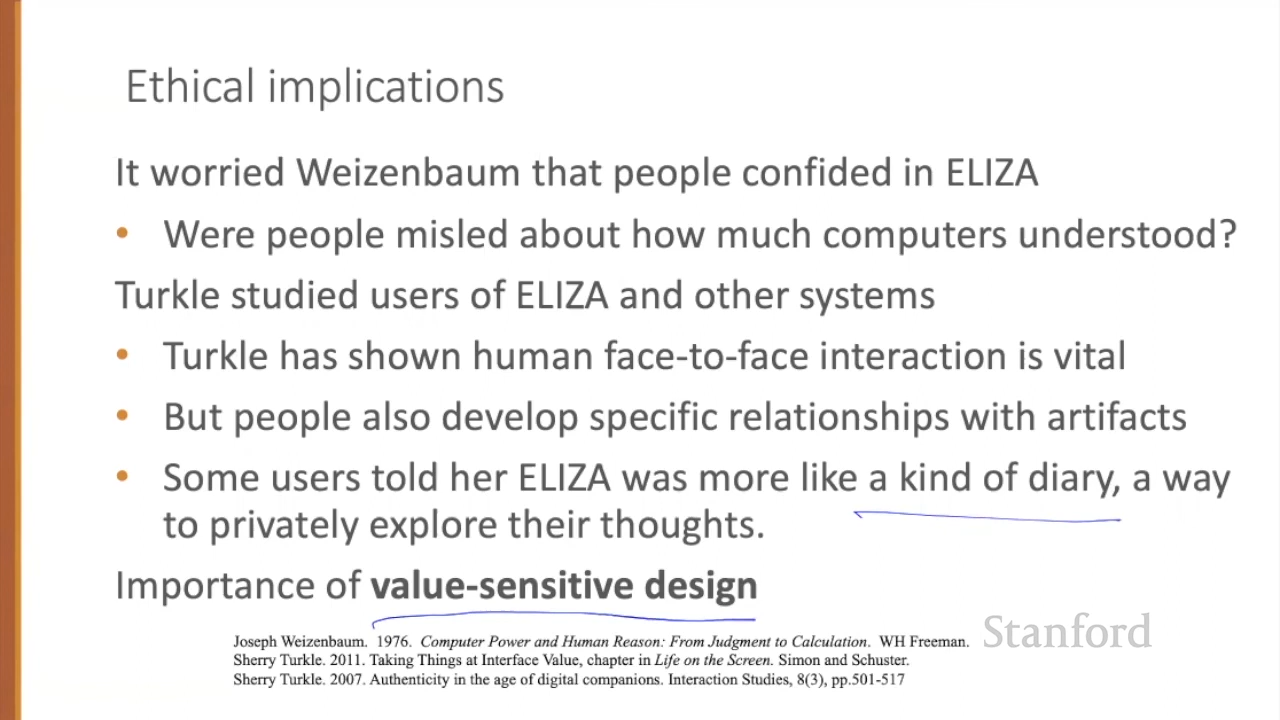 Ethical implications
It worried Weizenbaum that people confided in ELIZA
• Were people misled about how much computers understood?
Turkle studied users of ELIZA and other systems
• Turkle has shown human face-to-face interaction is vital
• But people also develop specific relationships with artifacts
• Some users told her ELIZA was more like a kind of diary, a way
to privately explore their thoughts.
Importance of value-sensitive design
Joseph Weizenbaum. 1976. Computer Power and Human Reason: From Judgment to Calculation. WH Freeman.
Sherry Turkle. 2011. Taking Things at Interface Value, chapter in Life on the Screen. Simon and Schuster.
Sherry Turkle. 2007. Authenticity in the age of digital companions. Interaction Studies, 8(3), pp.501-517
Stanford